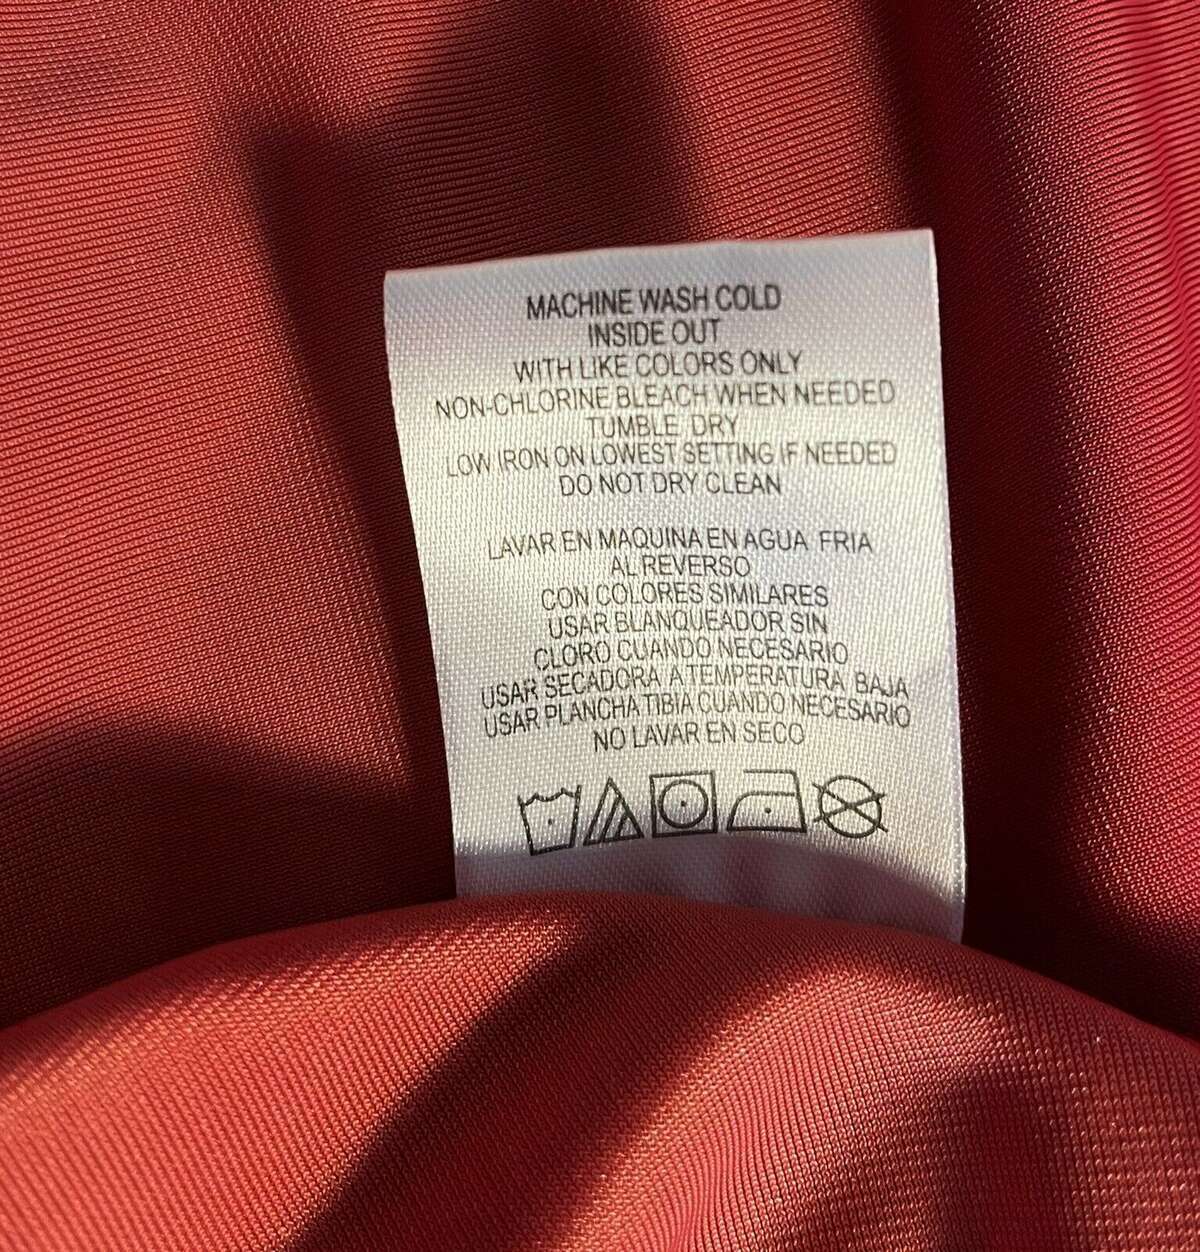 MACHINE WASH COLD
INSIDE OUT
WITH LIKE COLORS ONLY
NON-CHLORINE BLEACH WHEN NEEDED
TUMBLE DRY
LOW IRON ON LOWEST SETTING IF NEEDED
DO NOT DRY CLEAN
LAVAR EN MAQUINA EN AGUA FRIA
AL REVERSO
CON COLORES SIMILARES
USAR BLANQUEADOR SIN
CLORO CUANDO NECESARIO
USAR SECADORA A TEMPERATURA BAJA
USAR PLANCHA TIBIA CUANDO NECESARIO
NO LAVAR EN SECO